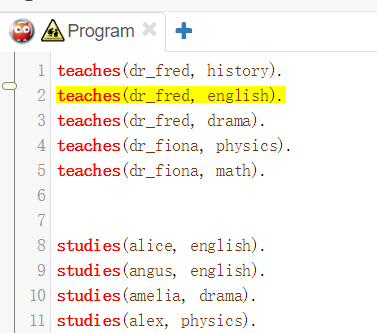 Program
1 teaches(dr_fred, history).
2 teaches(dr_fred, english).
3 teaches(dr_fred, drama).
4 teaches(dr_fiona, physics).
5 teaches(dr_fiona, math).
6
7
8 studies(alice, english).
9 studies(angus, english).
10 studies(amelia, drama).
11 studies(alex, physics).